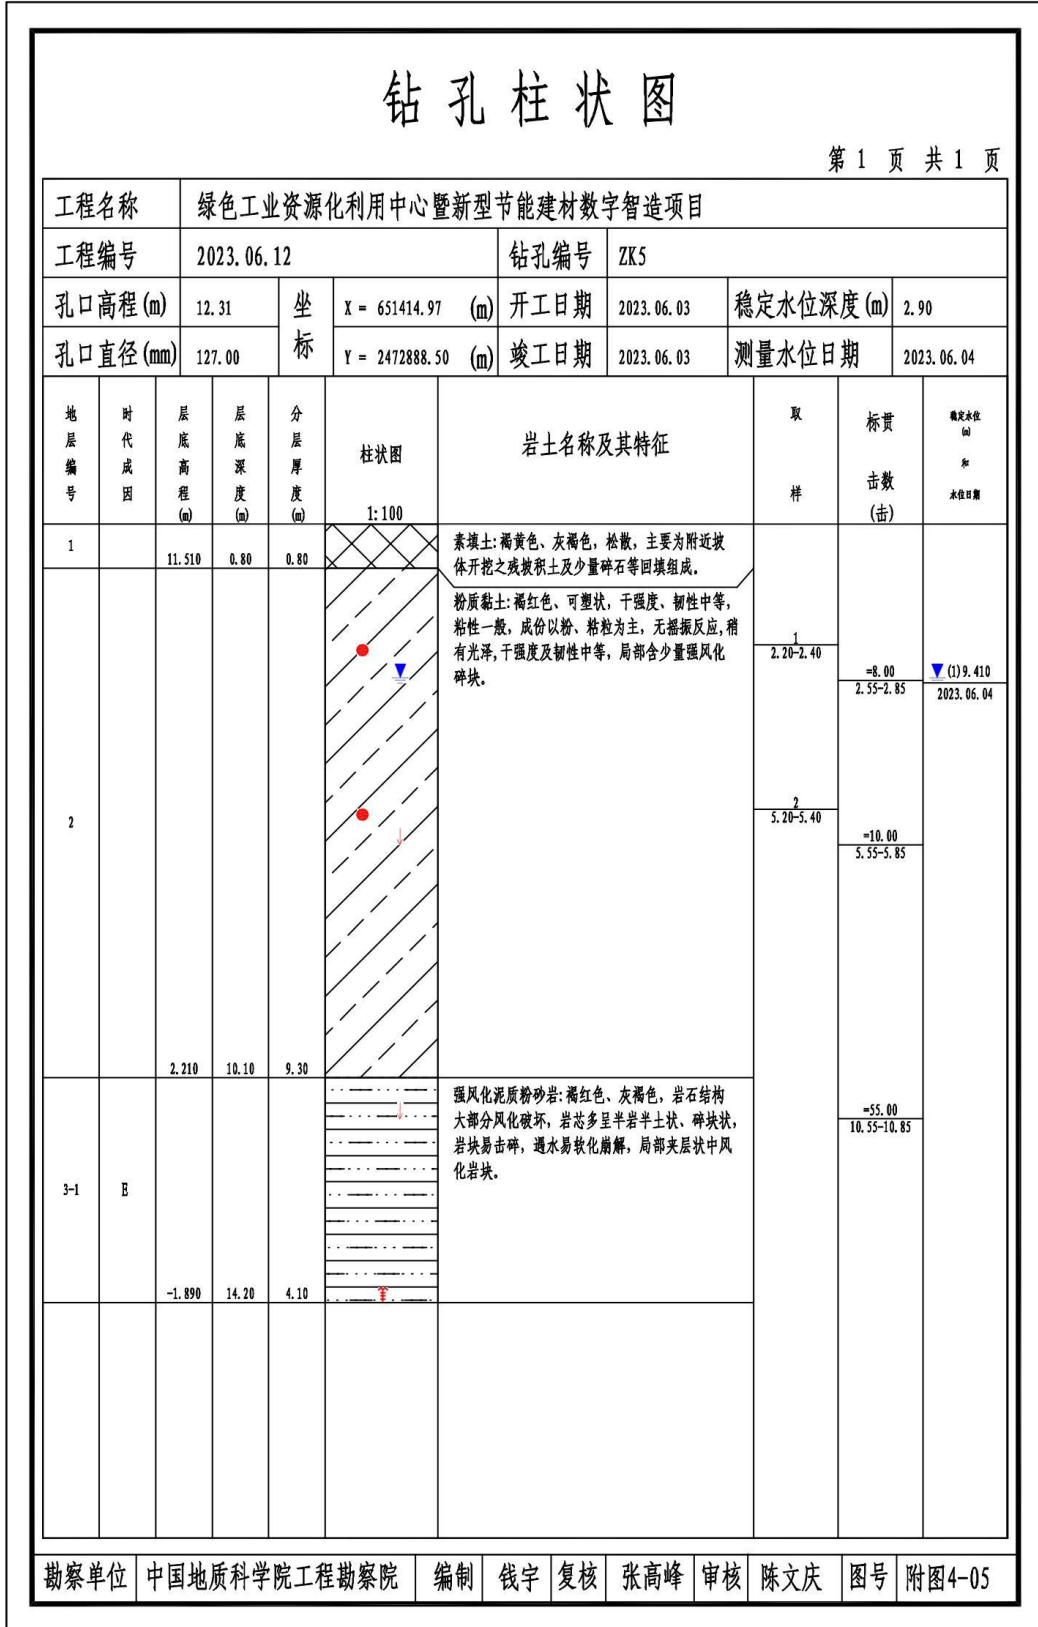 钻孔柱状图
第 1 页 共 1 页
工程名称 绿色工业资源化利用中心暨新型节能建材数字智造项目
工程编号 2023.06.12 钻孔编号 ZK5
孔口高程(m) 12.31 坐标 X = 651414.97 (m) 开工日期 2023.06.03 稳定水位深度(m) 2.90
孔口直径(mm) 127.00 Y = 2472888.50 (m) 竣工日期 2023.06.03 测量水位日期 2023.06.04
地层编号 时代成因 层底高程(m) 层底深度(m) 分层厚度(m) 柱状图 1:100 岩土名称及其特征 取样 标贯击数(击) 稳定水位(m)和水位日期
1 11.510 0.80 0.80
素填土:褐黄色、灰褐色，松散，主要为附近坡
体开挖之残坡积土及少量碎石等回填组成。
粉质黏土:褐红色、可塑状，干强度、韧性中等，
粘性一般，成份以粉、粘粒为主，无摇振反应,稍
有光泽,干强度及韧性中等，局部含少量强风化
碎块。
1
2.20-2.40
=8.00
2.55-2.85
(1)9.410
2023.06.04
2
5.20-5.40
=10.00
5.55-5.85
2
2.210 10.10 9.30
强风化泥质粉砂岩:褐红色、灰褐色，岩石结构
大部分风化破坏，岩芯多呈半岩半土状、碎块状，
岩块易击碎，遇水易软化崩解，局部夹层状中风
化岩块。
=55.00
10.55-10.85
3-1 E
-1.890 14.20 4.10
勘察单位 中国地质科学院工程勘察院 编制 钱宇 复核 张高峰 审核 陈文庆 图号 附图4-05